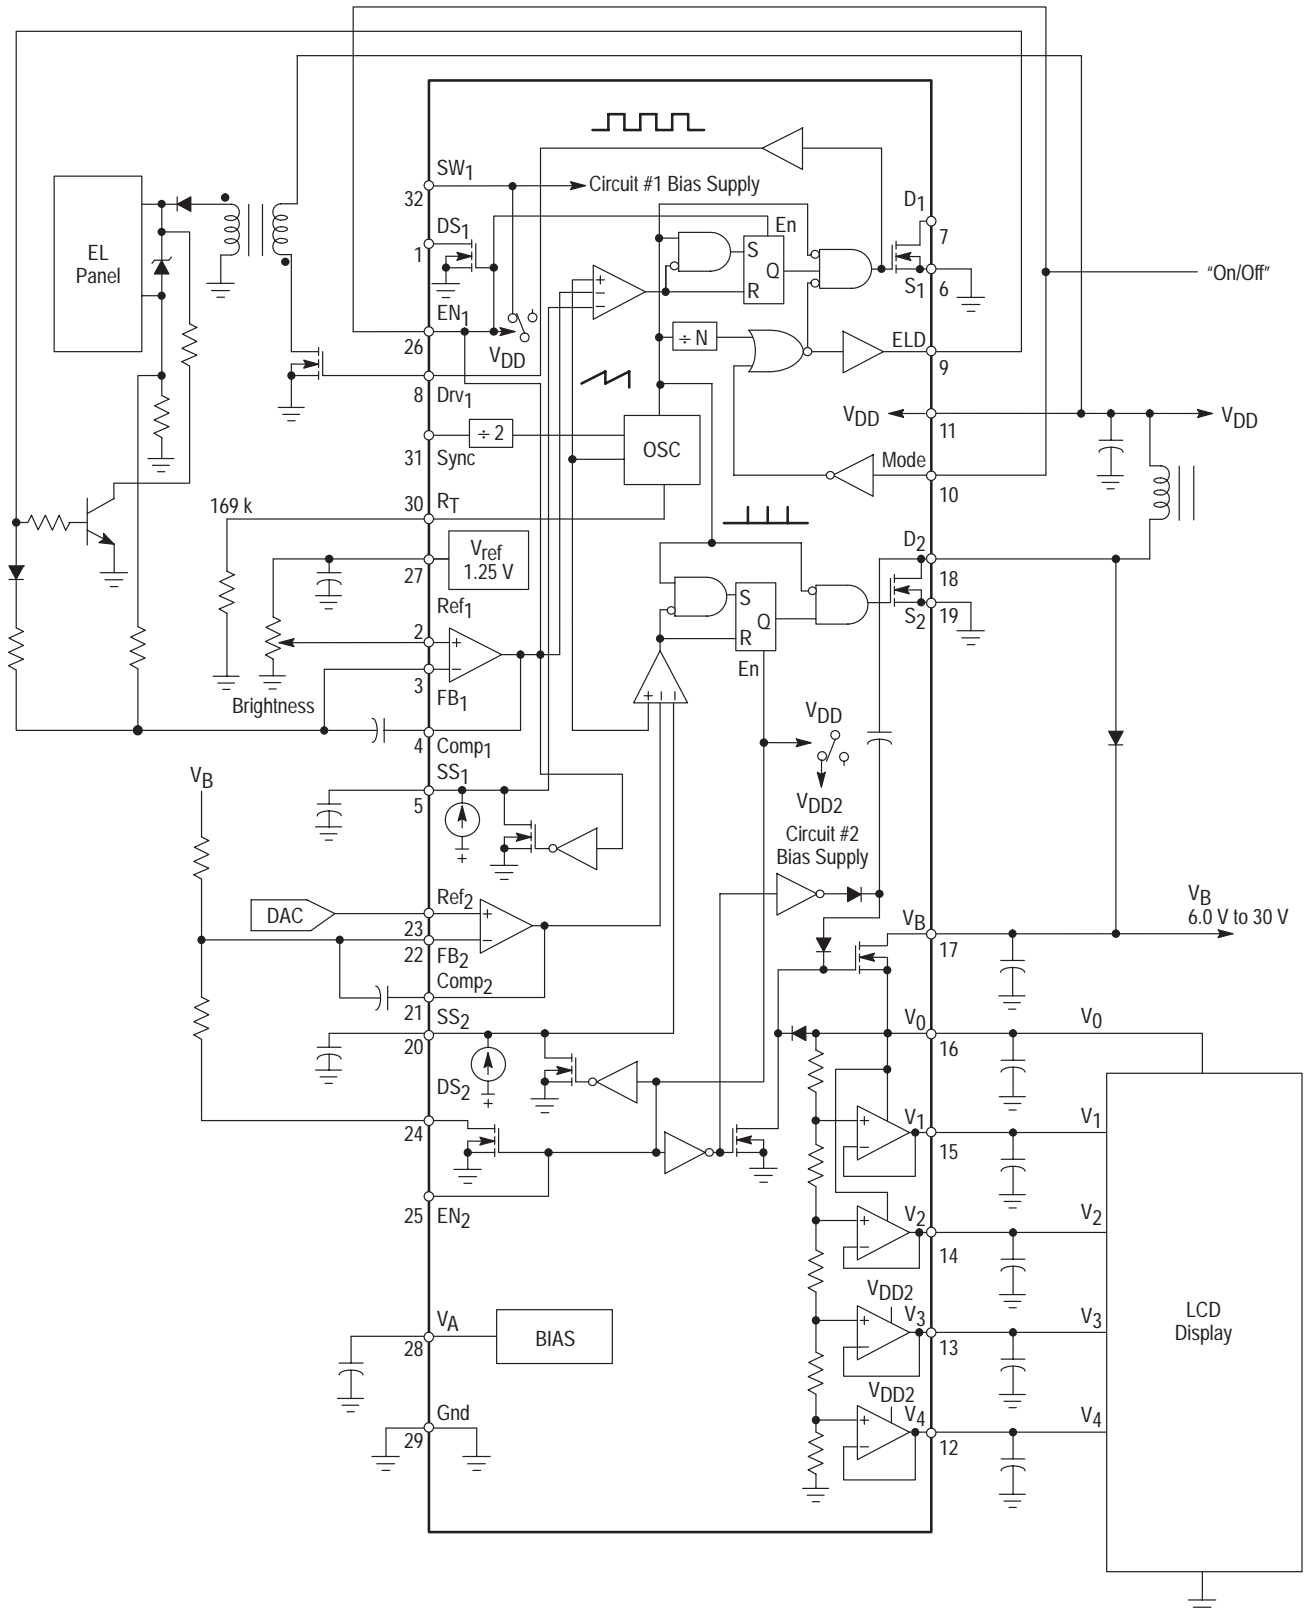 SW1
32
Circuit #1 Bias Supply
D1
7
DS1
1
En
S
Q
R
EL
Panel
+
–
–
S1
6
"On/Off"
EN1
26
VDD
÷ N
ELD
9
8
Drv1
VDD
11
VDD
÷ 2
31
Sync
OSC
Mode
10
169 k
30
RT
27
Vref
1.25 V
D2
18
S
Q
R
En
S2
19
Ref1
2
+
–
3
FB1
Brightness
+
–
–
4
Comp1
VDD
VDD2
VB
SS1
5
+
Circuit #2
Bias Supply
DAC
Ref2
23
+
–
22
FB2
VB
17
VB
6.0 V to 30 V
Comp2
21
SS2
20
V0
16
V0
DS2
+
24
+
–
V1
15
V1
25
EN2
+
–
V2
14
V2
VDD2
VA
28
BIAS
+
–
V3
13
V3
LCD
Display
VDD2
Gnd
29
+
–
V4
12
V4